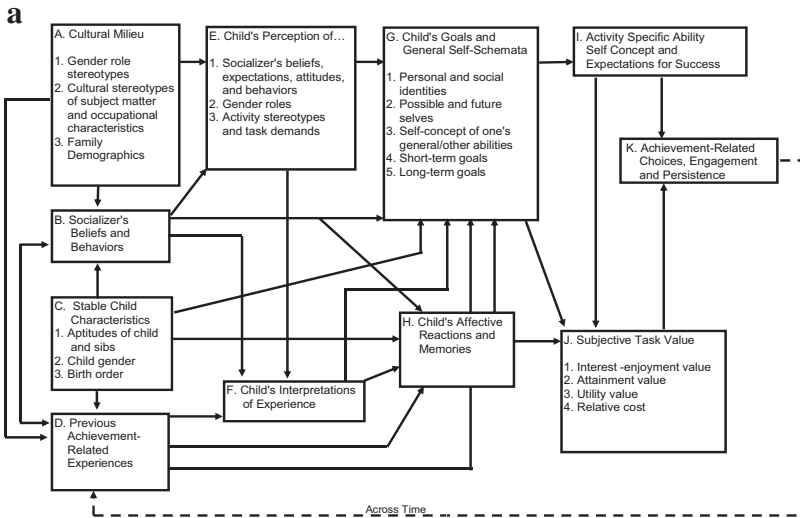 a
A. Cultural Milieu
1. Gender role
stereotypes
2. Cultural stereotypes
of subject matter
and occupational
characteristics
3. Family
Demographics
E. Child's Perception of…
1. Socializer's beliefs,
expectations, attitudes,
and behaviors
2. Gender roles
3. Activity stereotypes
and task demands
G. Child's Goals and
General Self-Schemata
1. Personal and social
identities
2. Possible and future
selves
3. Self-concept of one's
general/other abilities
4. Short-term goals
5. Long-term goals
I. Activity Specific Ability
Self Concept and
Expectations for Success
K. Achievement-Related
Choices, Engagement
and Persistence
B. Socializer's
Beliefs and
Behaviors
C. Stable Child
Characteristics
1. Aptitudes of child
and sibs
2. Child gender
3. Birth order
H. Child's Affective
Reactions and
Memories
J. Subjective Task Value
1. Interest -enjoyment value
2. Attainment value
3. Utility value
4. Relative cost
F. Child's Interpretations
of Experience
D. Previous
Achievement-
Related
Experiences
Across Time